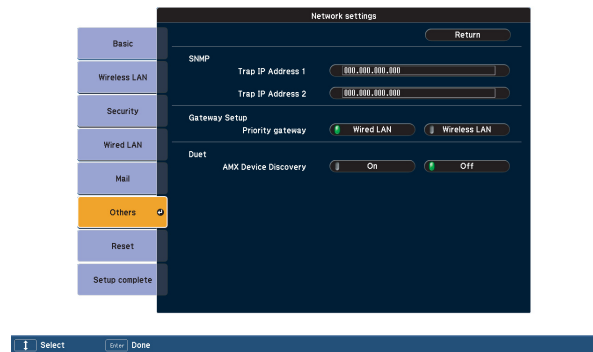 Network settings
Return
Basic
SNMP
Trap IP Address 1 000.000.000.000
Wireless LAN
Trap IP Address 2 000.000.000.000
Security
Gateway Setup
Priority gateway Wired LAN Wireless LAN
Wired LAN
Duet
AMX Device Discovery On Off
Mail
Others
Reset
Setup complete
Select Enter Done